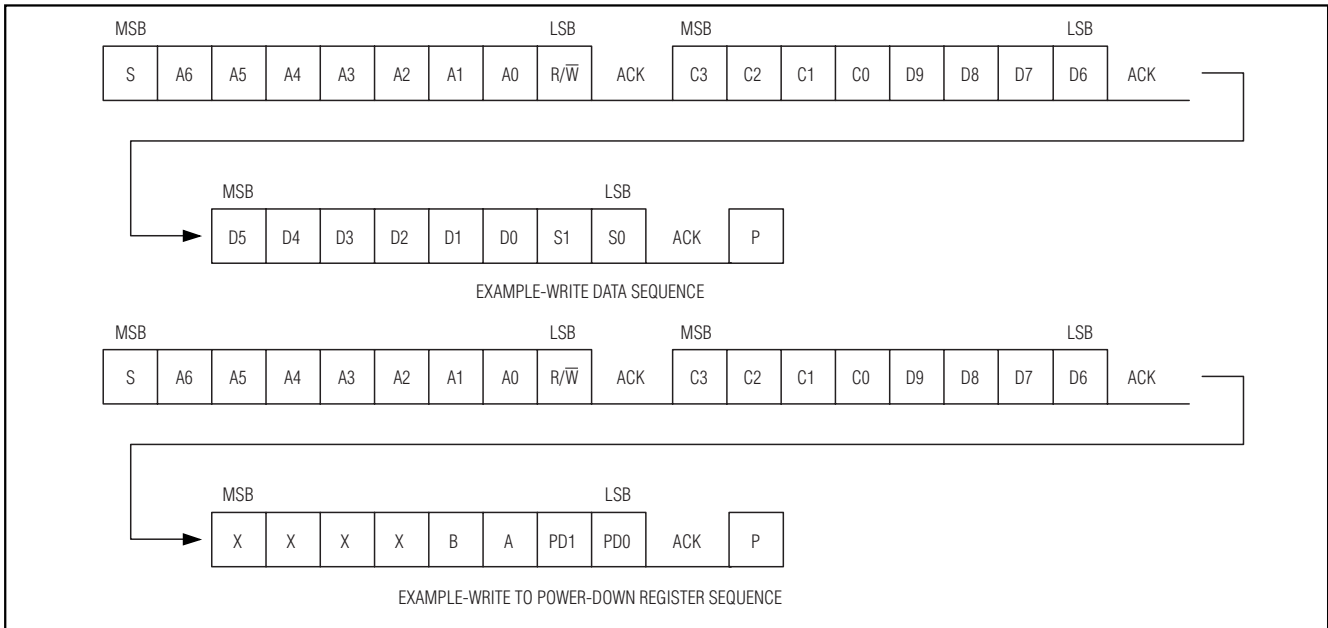 MSB LSB MSB LSB
S A6 A5 A4 A3 A2 A1 A0 R/W̅ ACK C3 C2 C1 C0 D9 D8 D7 D6 ACK
MSB LSB
D5 D4 D3 D2 D1 D0 S1 S0 ACK P
EXAMPLE-WRITE DATA SEQUENCE
MSB LSB MSB LSB
S A6 A5 A4 A3 A2 A1 A0 R/W̅ ACK C3 C2 C1 C0 D9 D8 D7 D6 ACK
MSB LSB
X X X X B A PD1 PD0 ACK P
EXAMPLE-WRITE TO POWER-DOWN REGISTER SEQUENCE